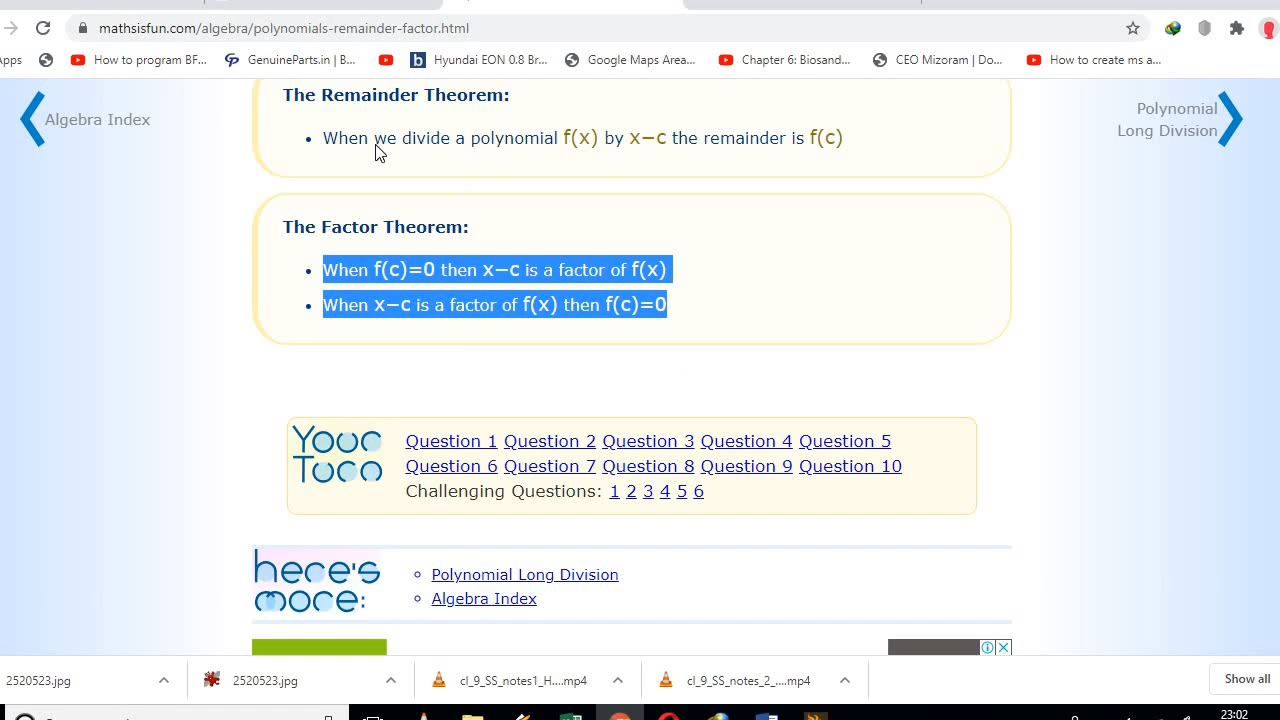 mathsisfun.com/algebra/polynomials-remainder-factor.html
How to program BF... GenuineParts.in | B... Hyundai EON 0.8 Br... Google Maps Area... Chapter 6: Biosand... CEO Mizoram | Do... How to create ms a...
The Remainder Theorem:
Algebra Index
Polynomial
Long Division
• When we divide a polynomial f(x) by x−c the remainder is f(c)
The Factor Theorem:
• When f(c)=0 then x−c is a factor of f(x)
• When x−c is a factor of f(x) then f(c)=0
Your
Turn
Question 1 Question 2 Question 3 Question 4 Question 5
Question 6 Question 7 Question 8 Question 9 Question 10
Challenging Questions: 1 2 3 4 5 6
here's
more:
Polynomial Long Division
Algebra Index
2520523.jpg 2520523.jpg cl_9_SS_notes1_H....mp4 cl_9_SS_notes_2_....mp4 Show all
23:02